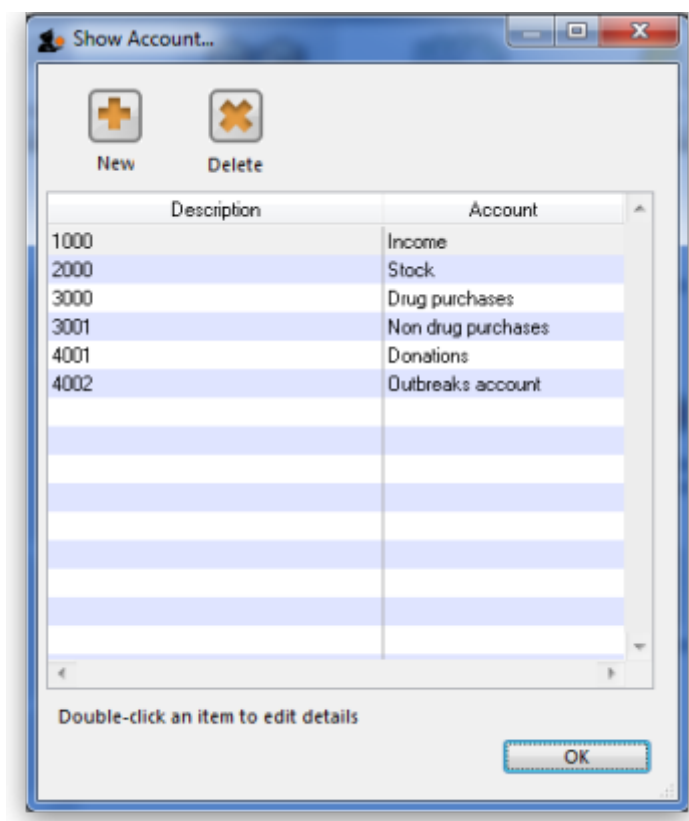 Show Account...
New Delete
Description Account
1000 Income
2000 Stock
3000 Drug purchases
3001 Non drug purchases
4001 Donations
4002 Outbreaks account
Double-click an item to edit details
OK